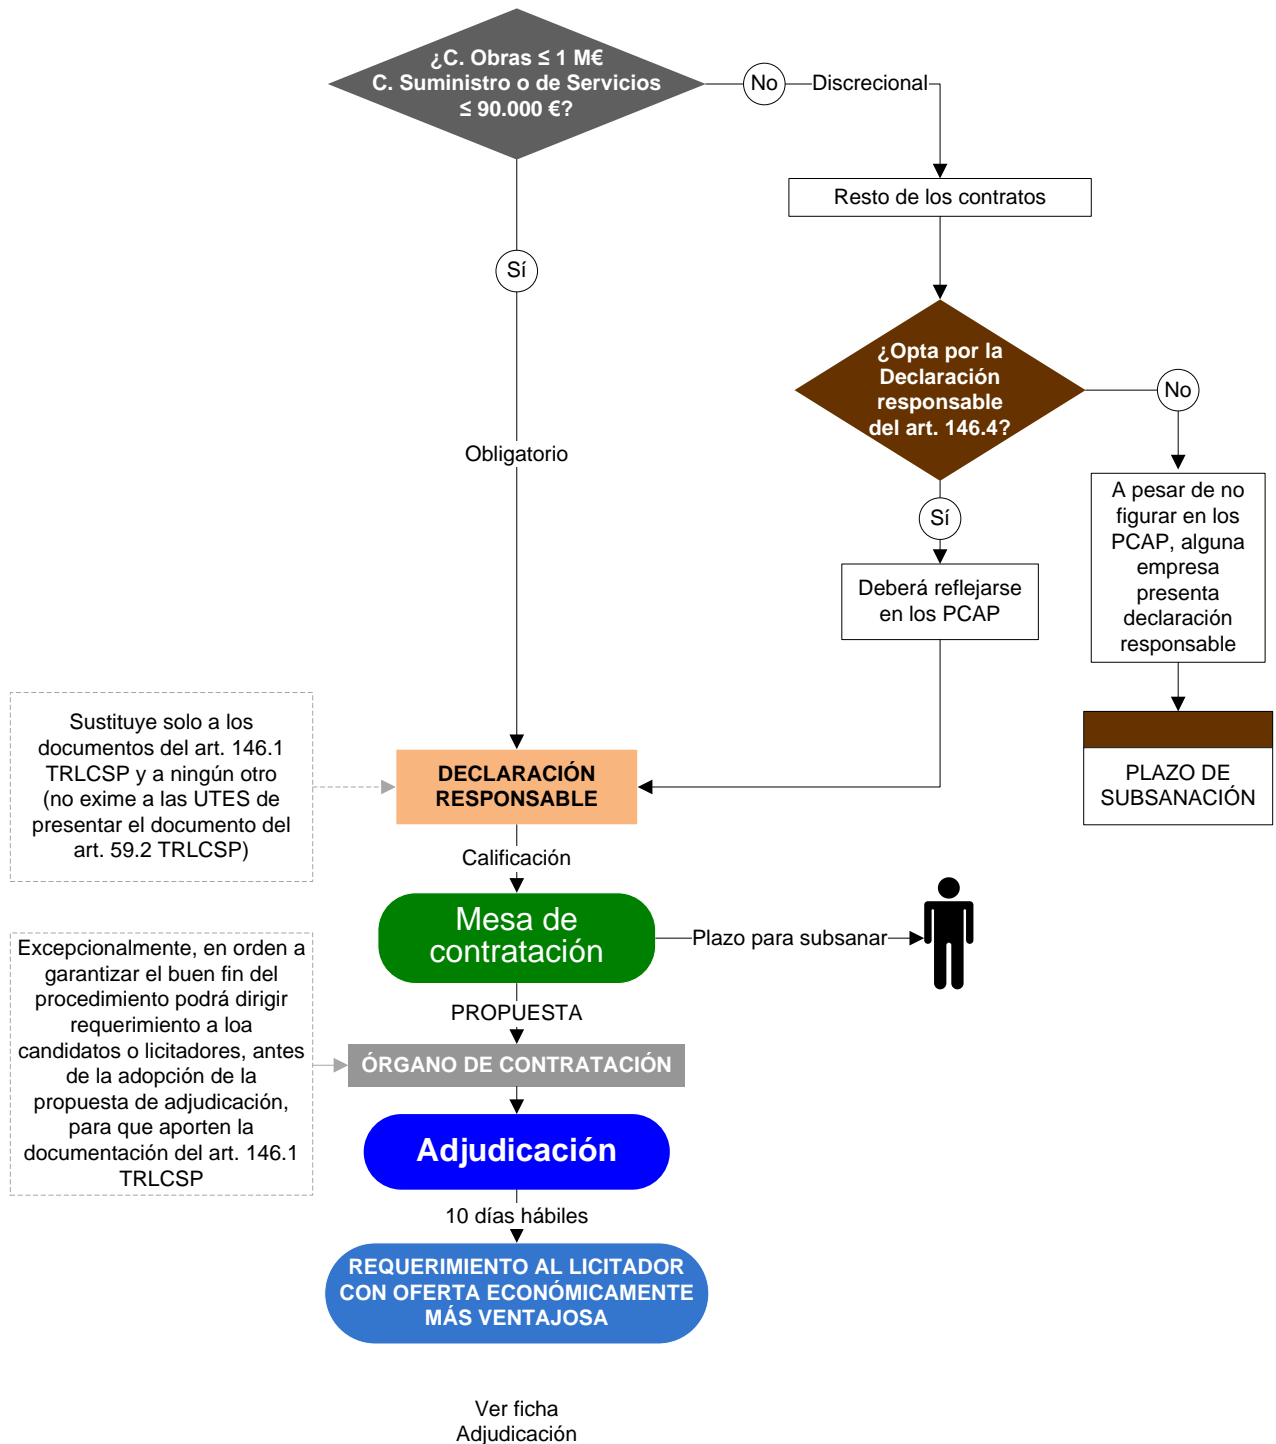 ¿C. Obras ≤ 1 M€
C. Suministro o de Servicios
≤ 90.000 €?
No
Discrecional
Resto de los contratos
Sí
¿Opta por la
Declaración
responsable
del art. 146.4?
No
Obligatorio
Sí
A pesar de no
figurar en los
PCAP, alguna
empresa
presenta
declaración
responsable
Deberá reflejarse
en los PCAP
PLAZO DE
SUBSANACIÓN
Sustituye solo a los
documentos del art. 146.1
TRLCSP y a ningún otro
(no exime a las UTES de
presentar el documento del
art. 59.2 TRLCSP)
DECLARACIÓN
RESPONSABLE
Calificación
Mesa de
contratación
Plazo para subsanar
PROPUESTA
Excepcionalmente, en orden a
garantizar el buen fin del
procedimiento podrá dirigir
requerimiento a loa
candidatos o licitadores, antes
de la adopción de la
propuesta de adjudicación,
para que aporten la
documentación del art. 146.1
TRLCSP
ÓRGANO DE CONTRATACIÓN
Adjudicación
10 días hábiles
REQUERIMIENTO AL LICITADOR
CON OFERTA ECONÓMICAMENTE
MÁS VENTAJOSA
Ver ficha
Adjudicación